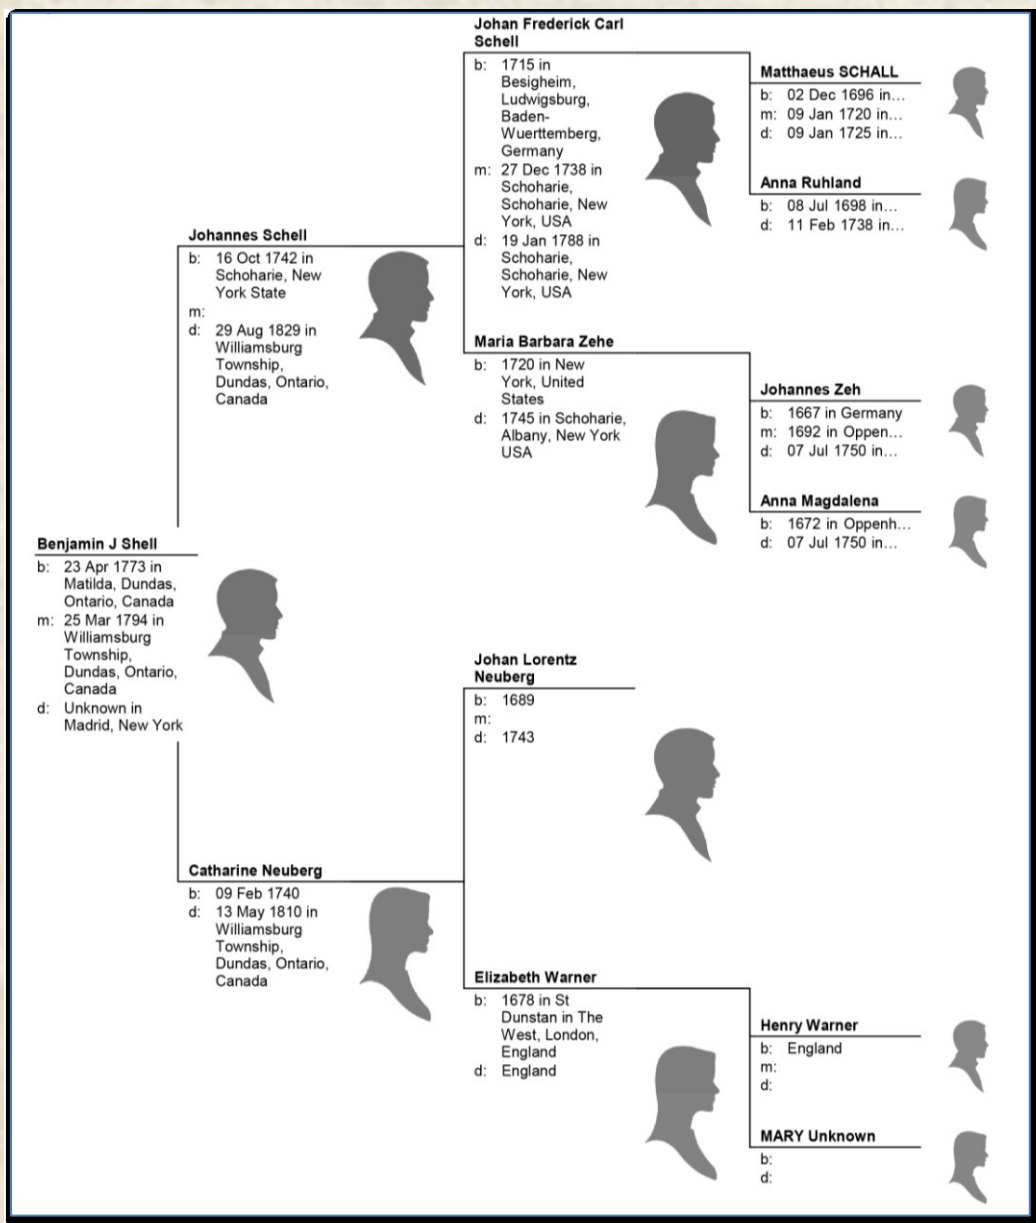 Johan Frederick Carl
Schell
b: 1715 in
Besigheim,
Ludwigsburg,
Baden-
Wuerttemberg,
Germany
m: 27 Dec 1738 in
Schoharie,
Schoharie, New
York, USA
d: 19 Jan 1788 in
Schoharie,
Schoharie, New
York, USA
Matthaeus SCHALL
b: 02 Dec 1696 in...
m: 09 Jan 1720 in...
d: 09 Jan 1725 in...
Anna Ruhland
b: 08 Jul 1698 in...
d: 11 Feb 1738 in...
Johannes Schell
b: 16 Oct 1742 in
Schoharie, New
York State
m:
d: 29 Aug 1829 in
Williamsburg
Township,
Dundas, Ontario,
Canada
Maria Barbara Zehe
b: 1720 in New
York, United
States
d: 1745 in Schoharie,
Albany, New York
USA
Johannes Zeh
b: 1667 in Germany
m: 1692 in Oppen...
d: 07 Jul 1750 in...
Anna Magdalena
b: 1672 in Oppenh...
d: 07 Jul 1750 in...
Benjamin J Shell
b: 23 Apr 1773 in
Matilda, Dundas,
Ontario, Canada
m: 25 Mar 1794 in
Williamsburg
Township,
Dundas, Ontario,
Canada
d: Unknown in
Madrid, New York
Johan Lorentz
Neuberg
b: 1689
m:
d: 1743
Catharine Neuberg
b: 09 Feb 1740
d: 13 May 1810 in
Williamsburg
Township,
Dundas, Ontario,
Canada
Elizabeth Warner
b: 1678 in St
Dunstan in The
West, London,
England
d: England
Henry Warner
b: England
m:
d:
MARY Unknown
b:
d: